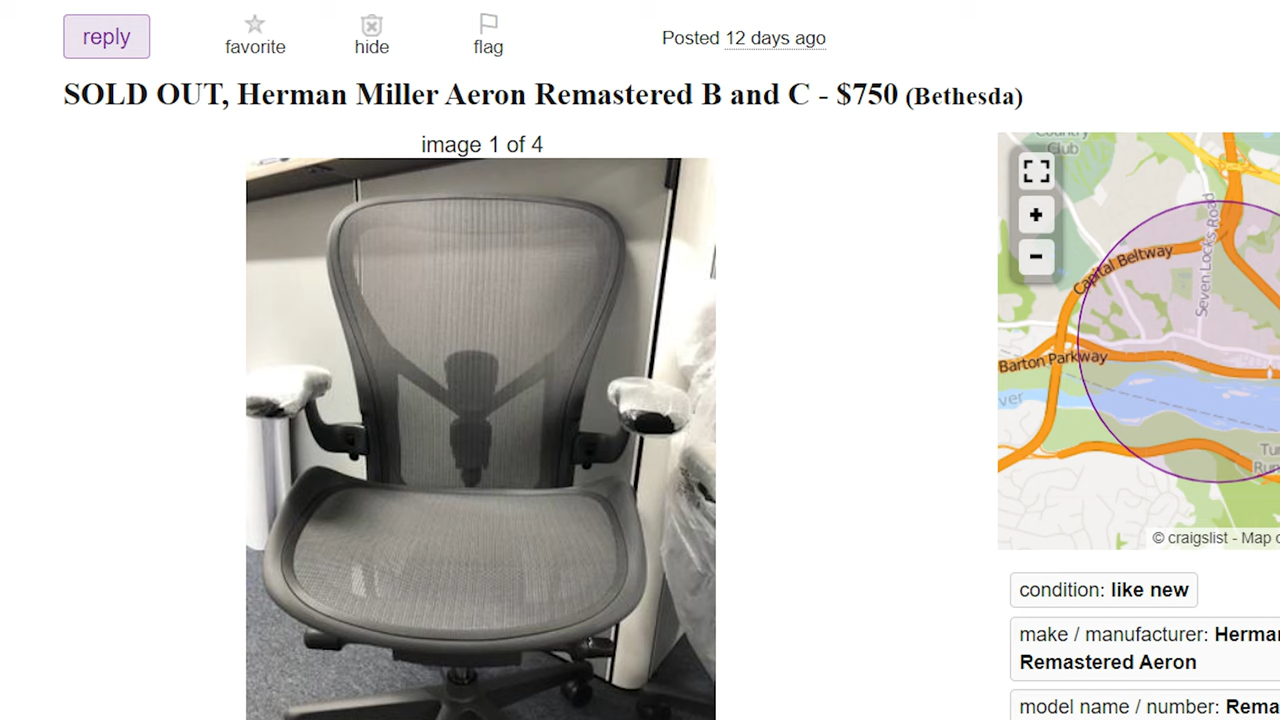 reply
favorite
hide
flag
Posted 12 days ago
SOLD OUT, Herman Miller Aeron Remastered B and C - $750 (Bethesda)
image 1 of 4
Country
Club
+
-
Seven Locks Road
Capital Beltway
Barton Parkway
© craigslist - Map
condition: like new
make / manufacturer:
Remastered Aeron
model name / number: